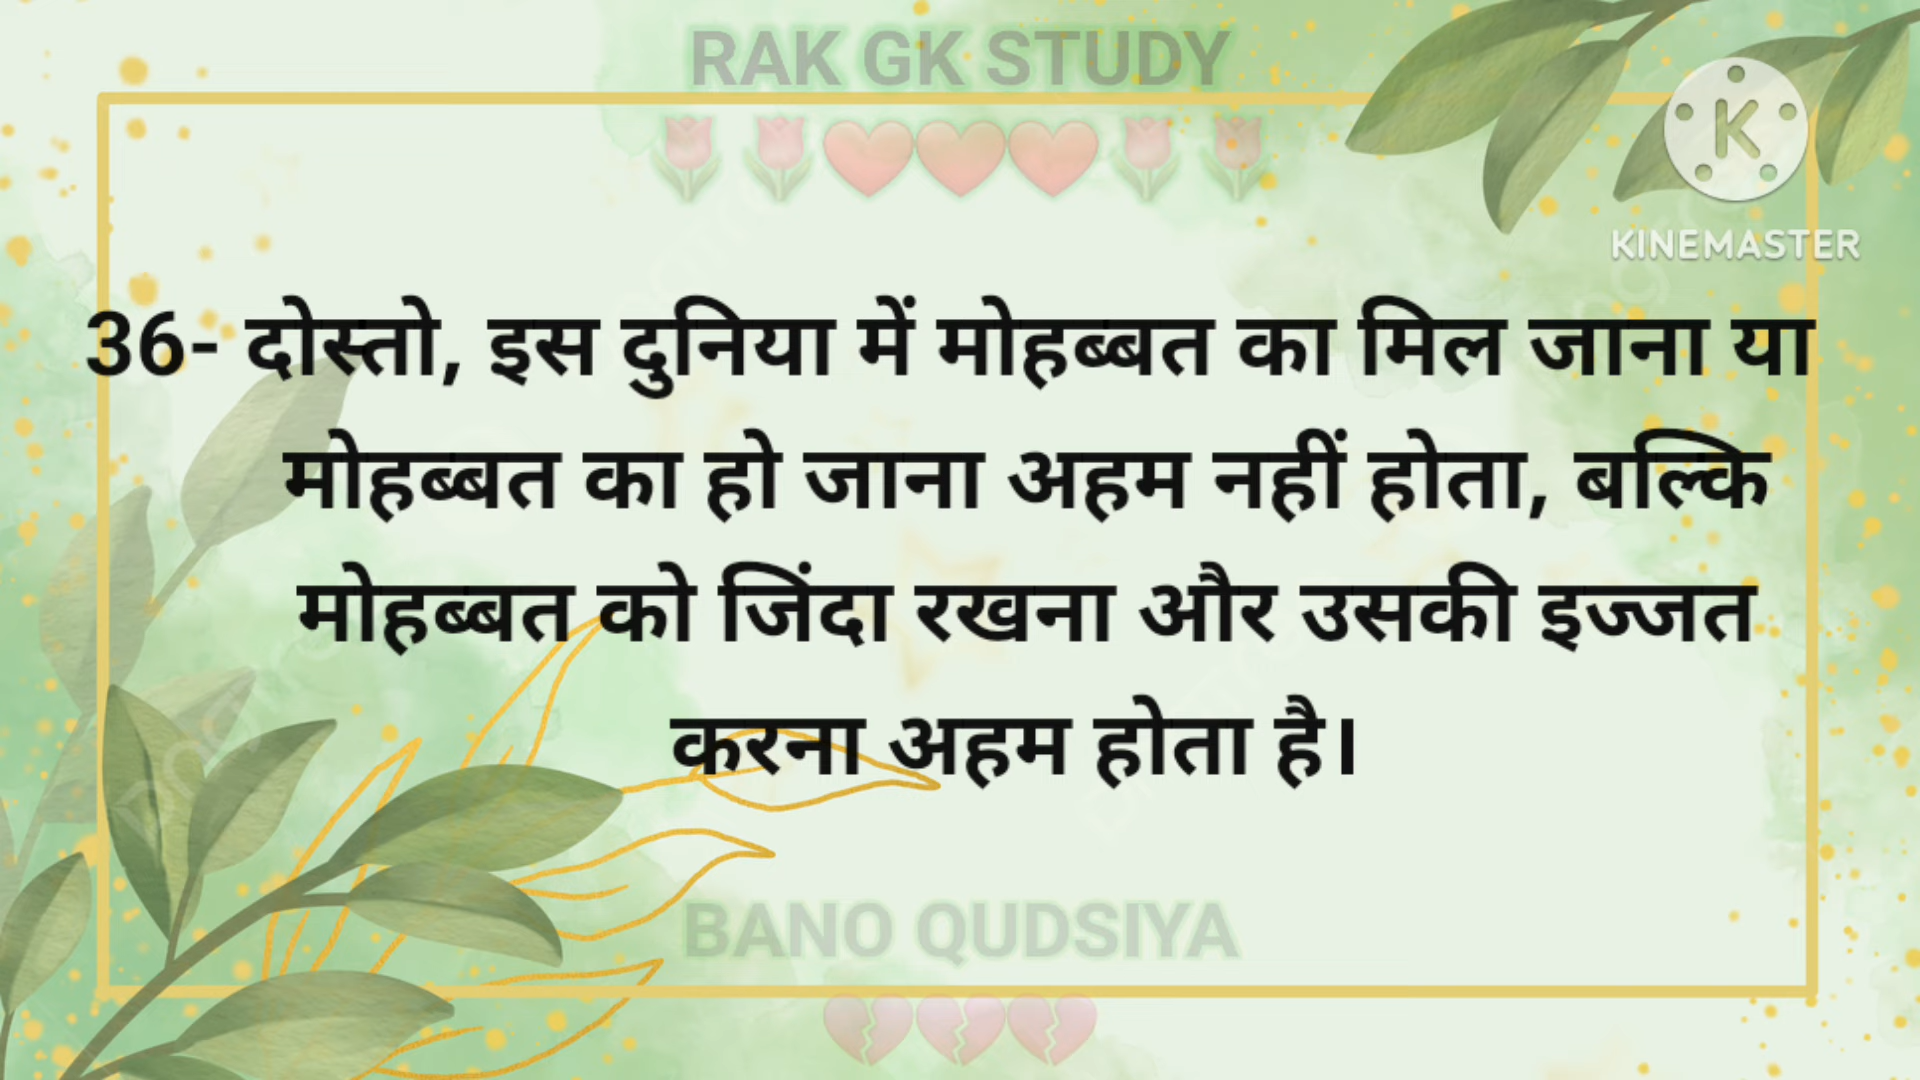 RAK GK STUDY
KINEMASTER
36- दोस्तो, इस दुनिया में मोहब्बत का मिल जाना या
मोहब्बत का हो जाना अहम नहीं होता, बल्कि
मोहब्बत को जिंदा रखना और उसकी इज्जत
करना अहम होता है।
BANO QUDSIYA